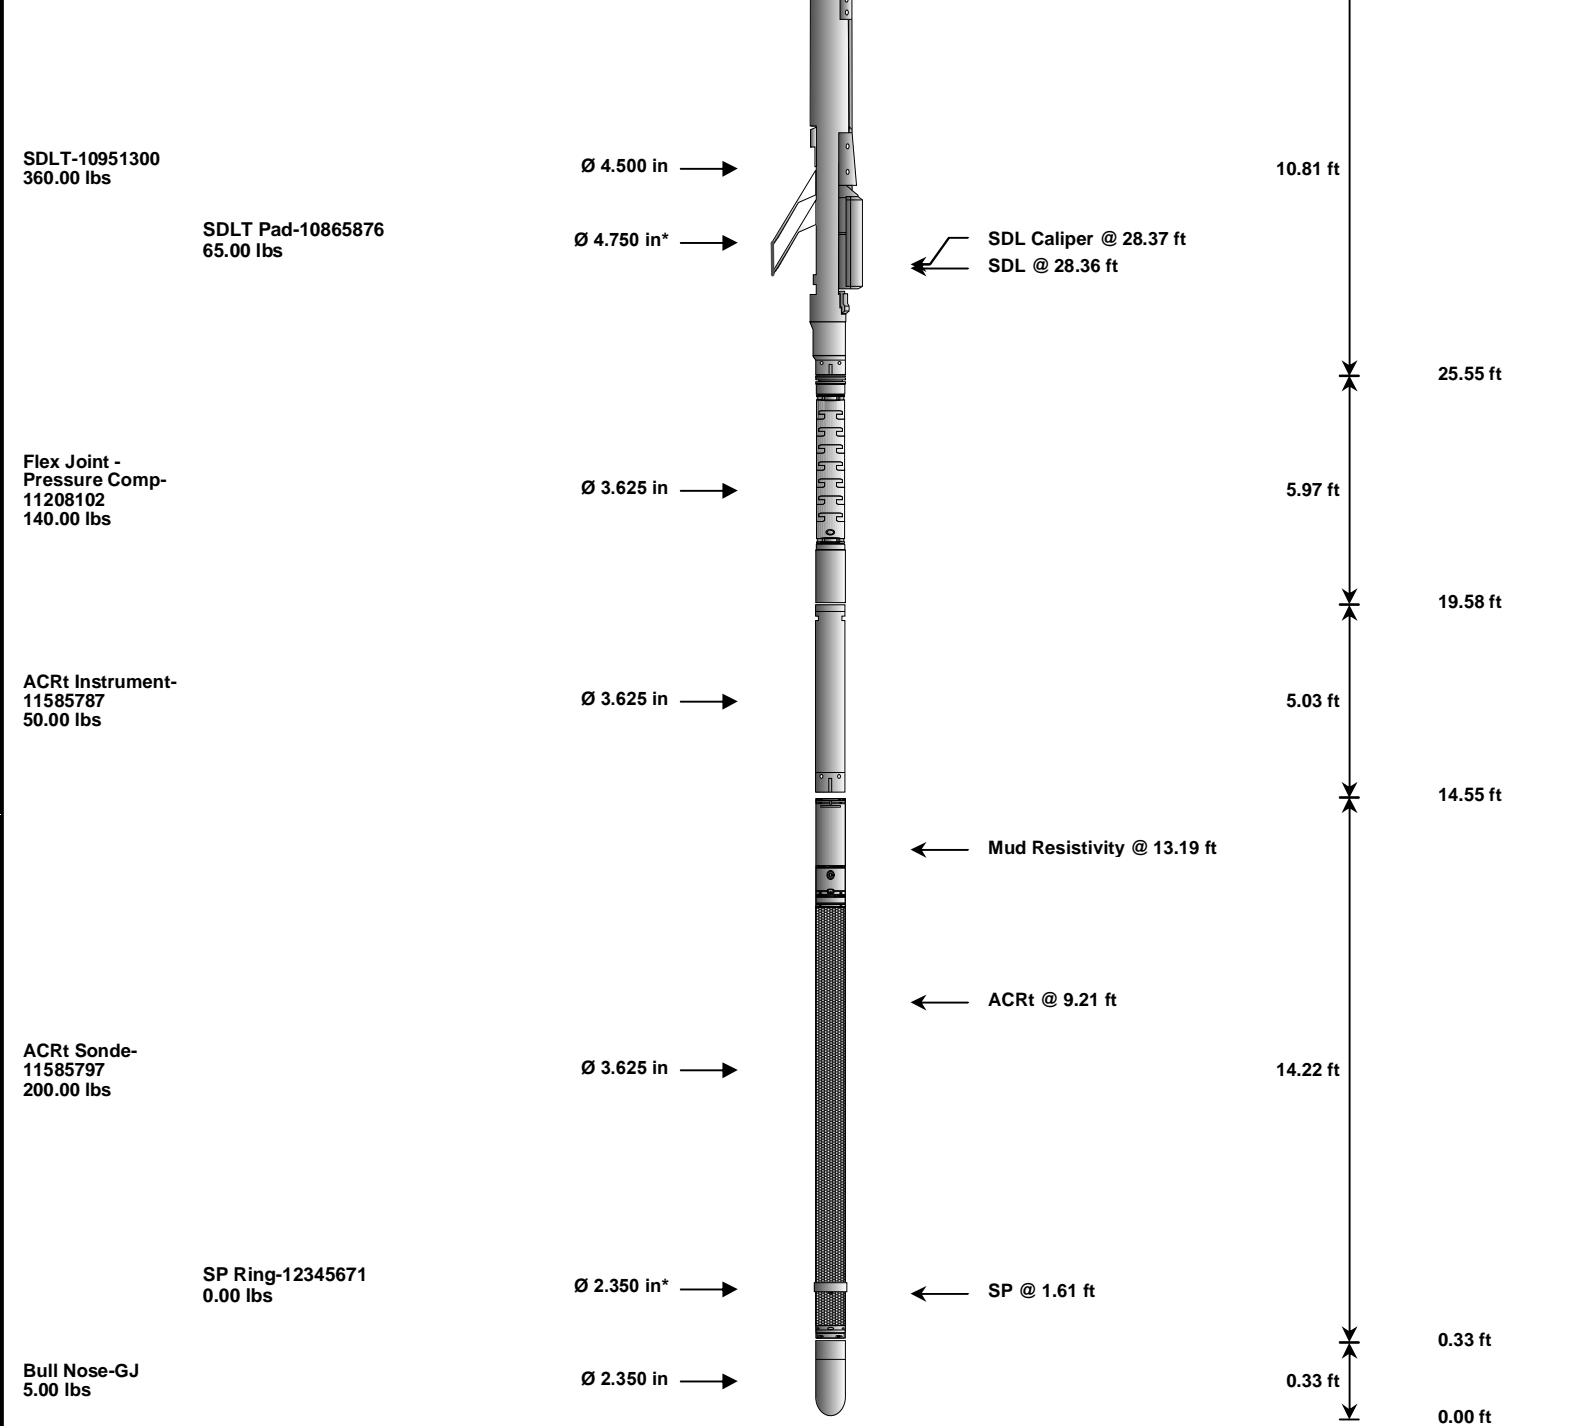 SDLT-10951300
360.00 lbs
Ø 4.500 in
10.81 ft
SDLT Pad-10865876
65.00 lbs
Ø 4.750 in*
SDL Caliper @ 28.37 ft
SDL @ 28.36 ft
25.55 ft
Flex Joint -
Pressure Comp-
11208102
140.00 lbs
Ø 3.625 in
5.97 ft
19.58 ft
ACRt Instrument-
11585787
50.00 lbs
Ø 3.625 in
5.03 ft
14.55 ft
Mud Resistivity @ 13.19 ft
ACRt @ 9.21 ft
ACRt Sonde-
11585797
200.00 lbs
Ø 3.625 in
14.22 ft
SP Ring-12345671
0.00 lbs
Ø 2.350 in*
SP @ 1.61 ft
0.33 ft
Bull Nose-GJ
5.00 lbs
Ø 2.350 in
0.33 ft
0.00 ft